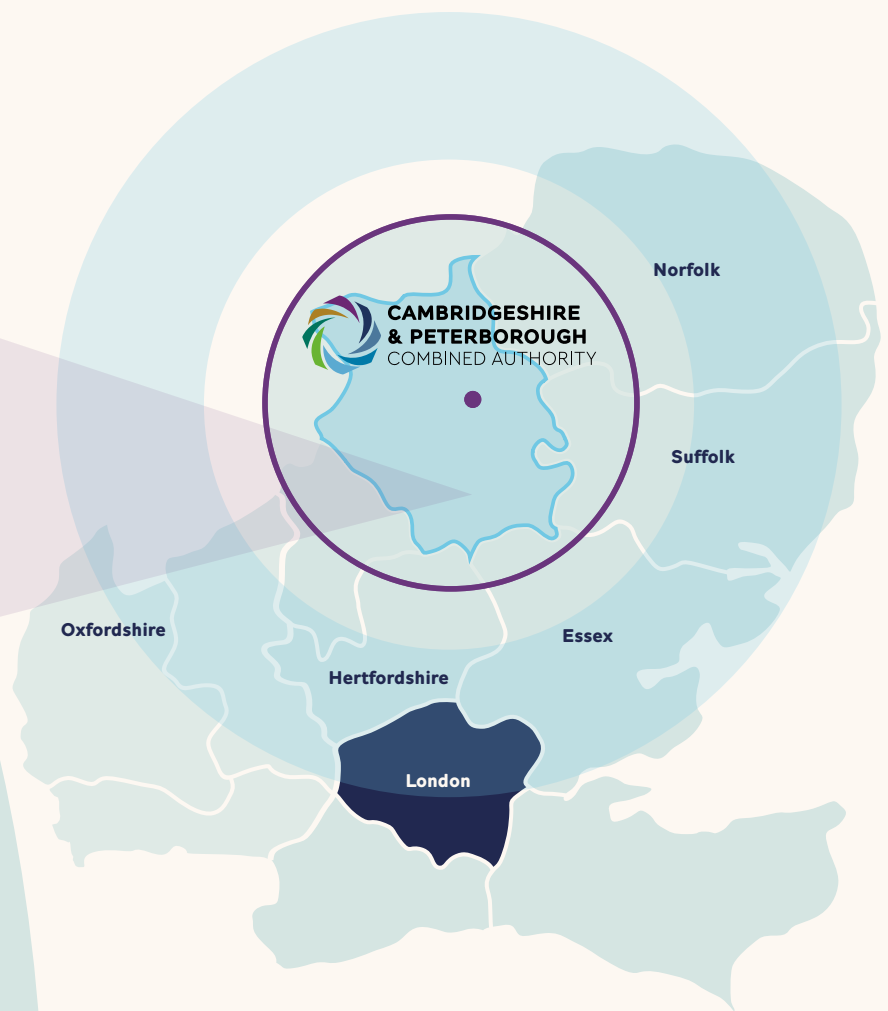 Norfolk
CAMBRIDGESHIRE
& PETERBOROUGH
COMBINED AUTHORITY
Suffolk
Oxfordshire
Essex
Hertfordshire
London